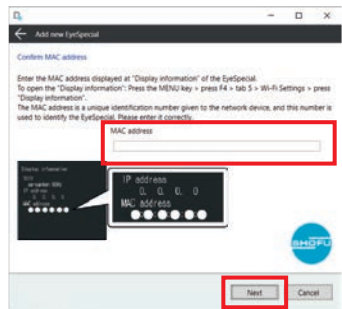 Add new EyeSpecial
Confirm MAC address
Enter the MAC address displayed at "Display information" of the EyeSpecial.
To open the "Display information": Press the MENU key > press F4 > tab 5 > Wi-Fi Settings > press
"Display information".
The MAC address is a unique identification number given to the network device, and this number is
used to identify the EyeSpecial. Please enter it correctly.
MAC address
Display information
IP address
0. 0. 0. 0
MAC address
SHOFU
Next
Cancel